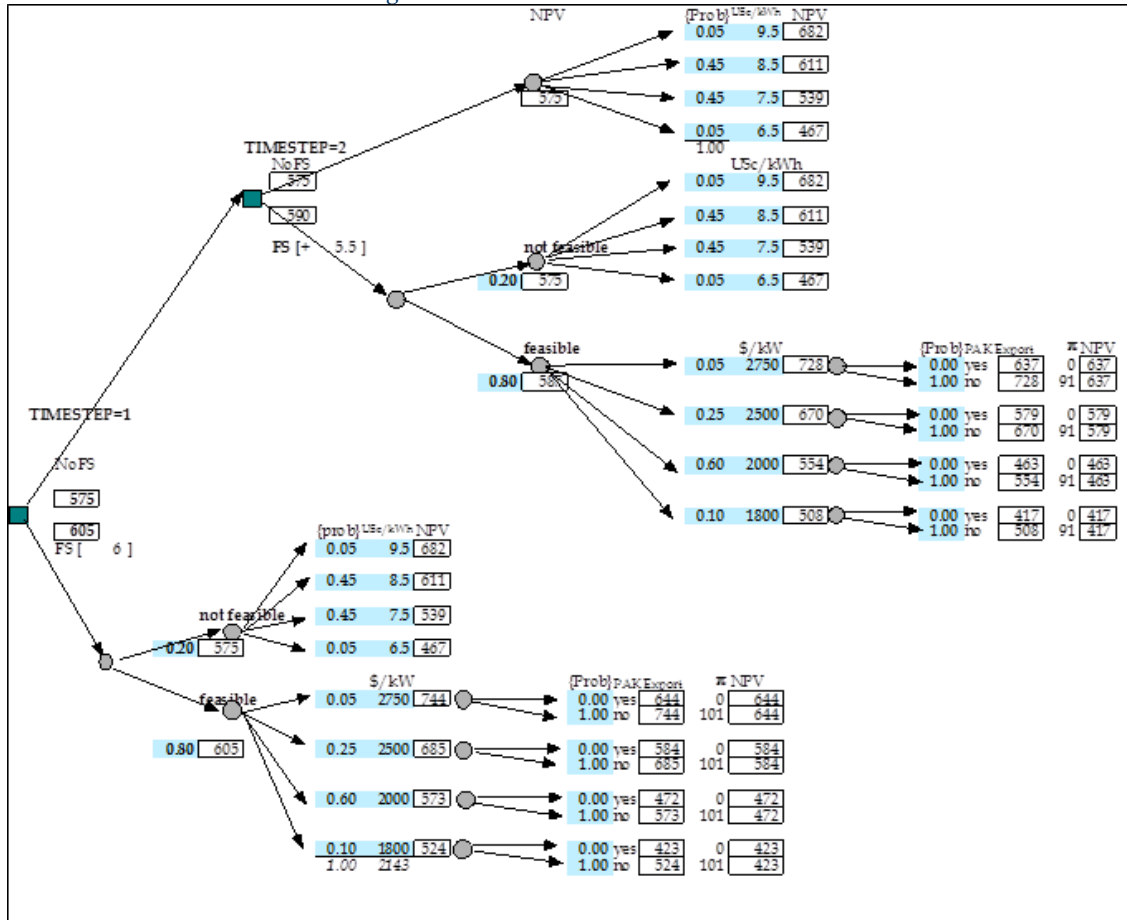 NPV
{Prob} USc/kWh NPV
0.05 9.5 682
0.45 8.5 611
575
0.45 7.5 539
0.05 6.5 467
1.00
TIMESTEP=2
NoFS
575
590
FS [+ 5.5 ]
USc/kWh
0.05 9.5 682
0.45 8.5 611
not feasible
0.45 7.5 539
0.20 575
0.05 6.5 467
feasible
0.80
$/kW
{Prob} PAK Export π NPV
0.05 2750 728
0.00 yes 637 0 637
1.00 no 728 91 637
0.25 2500 670
0.00 yes 579 0 579
1.00 no 670 91 579
0.60 2000 554
0.00 yes 463 0 463
1.00 no 554 91 463
0.10 1800 508
0.00 yes 417 0 417
1.00 no 508 91 417
TIMESTEP=1
NoFS
575
605
FS [ 6 ]
{prob} USc/kWh NPV
0.05 9.5 682
0.45 8.5 611
not feasible
0.45 7.5 539
0.20 575
0.05 6.5 467
feasible
0.80 605
$/kW
{Prob} PAK Export π NPV
0.05 2750 744
0.00 yes 644 0 644
1.00 no 744 101 644
0.25 2500 685
0.00 yes 584 0 584
1.00 no 685 101 584
0.60 2000 573
0.00 yes 472 0 472
1.00 no 573 101 472
0.10 1800 524
1.00 2143
0.00 yes 423 0 423
1.00 no 524 101 423